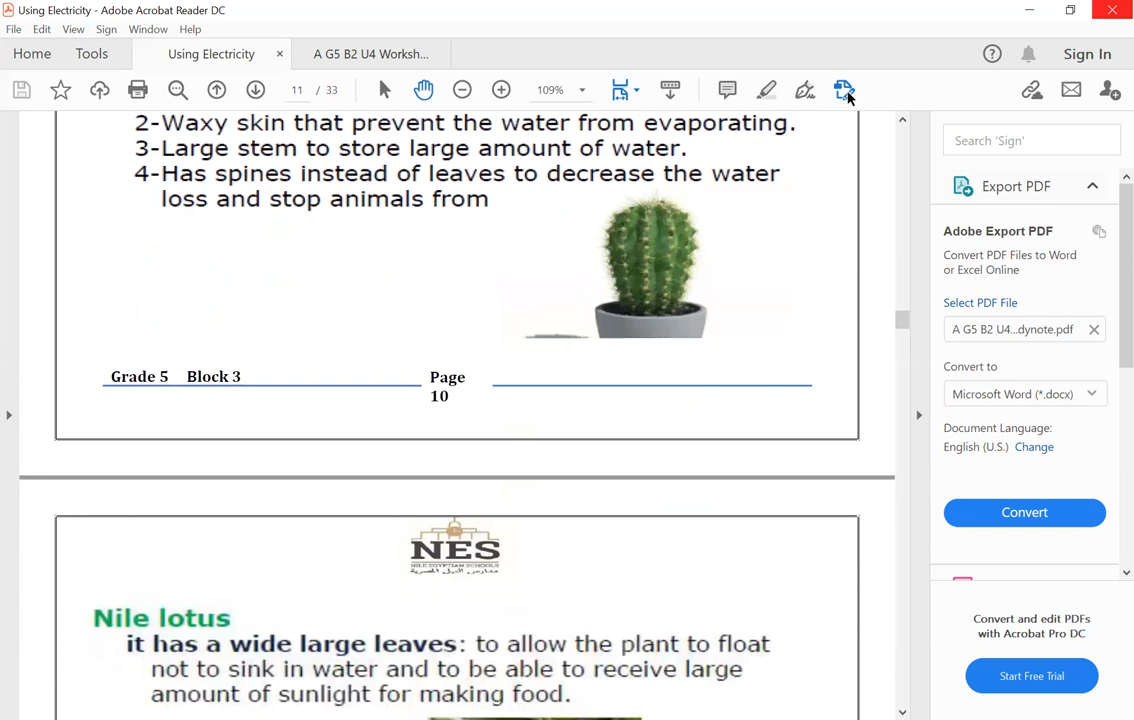 Using Electricity - Adobe Acrobat Reader DC
File Edit View Sign Window Help
Home Tools Using Electricity × A G5 B2 U4 Worksh... Sign In
11 / 33 109%
2-Waxy skin that prevent the water from evaporating.
3-Large stem to store large amount of water.
4-Has spines instead of leaves to decrease the water
loss and stop animals from
Grade 5 Block 3 Page
10
NES
NILE EGYPTIAN SCHOOLS
مدارس النيل المصرية
Nile lotus
it has a wide large leaves: to allow the plant to float
not to sink in water and to be able to receive large
amount of sunlight for making food.
Search 'Sign'
Export PDF
Adobe Export PDF
Convert PDF Files to Word
or Excel Online
Select PDF File
A G5 B2 U4...dynote.pdf
Convert to
Microsoft Word (*.docx)
Document Language:
English (U.S.) Change
Convert
Convert and edit PDFs
with Acrobat Pro DC
Start Free Trial